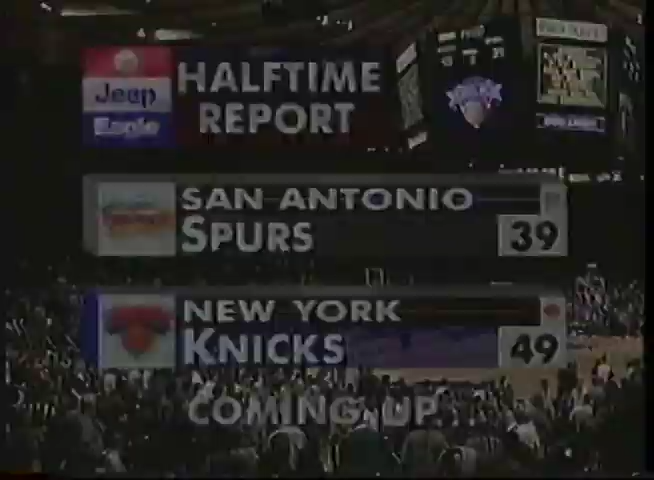 Jeep
Eagle
HALFTIME
REPORT
SAN ANTONIO
SPURS
39
NEW YORK
KNICKS
49
COMING UP